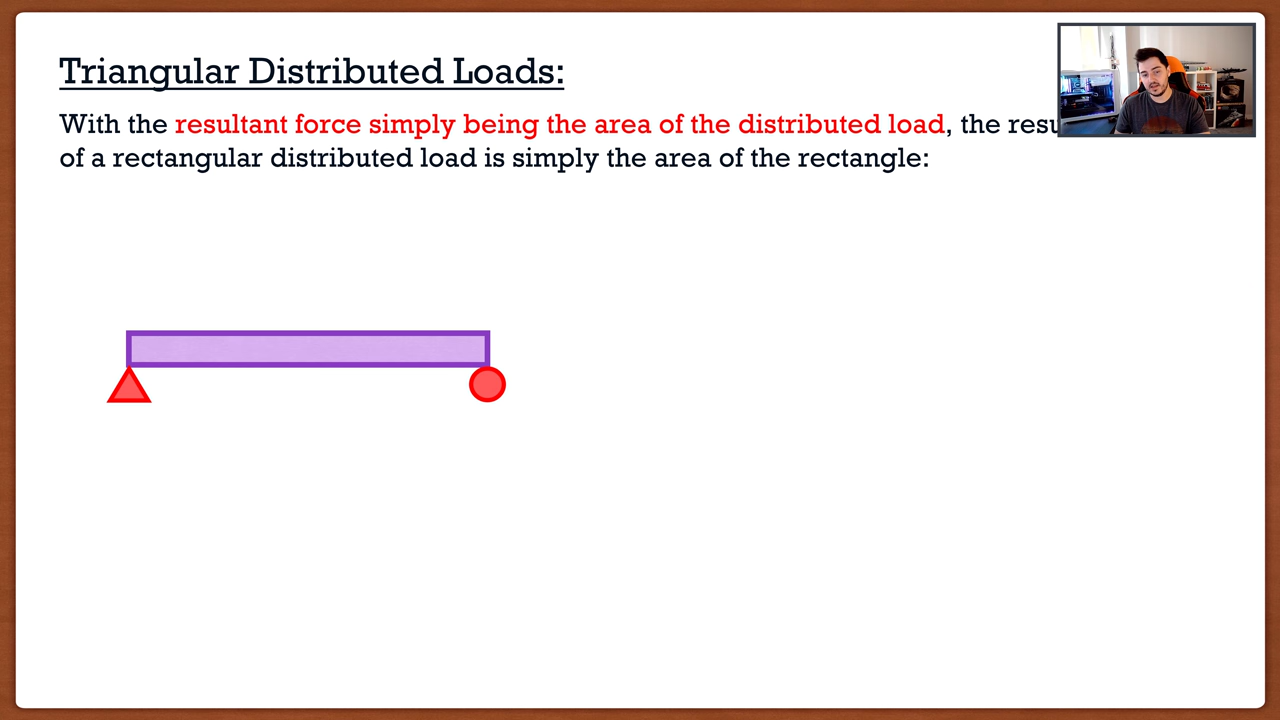 Triangular Distributed Loads:
With the resultant force simply being the area of the distributed load, the
of a rectangular distributed load is simply the area of the rectangle: